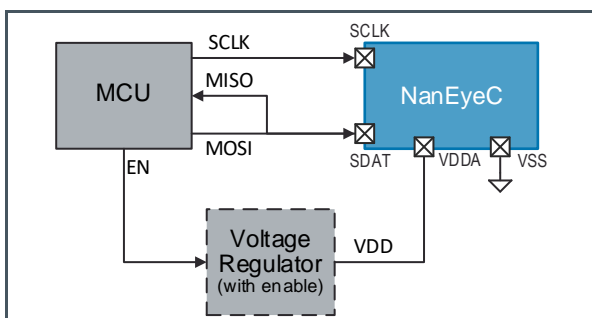 SCLK
SCLK
MISO
MCU
NanEyeC
MOSI
SDAT
VDDA
VSS
EN
Voltage
Regulator
(with enable)
VDD